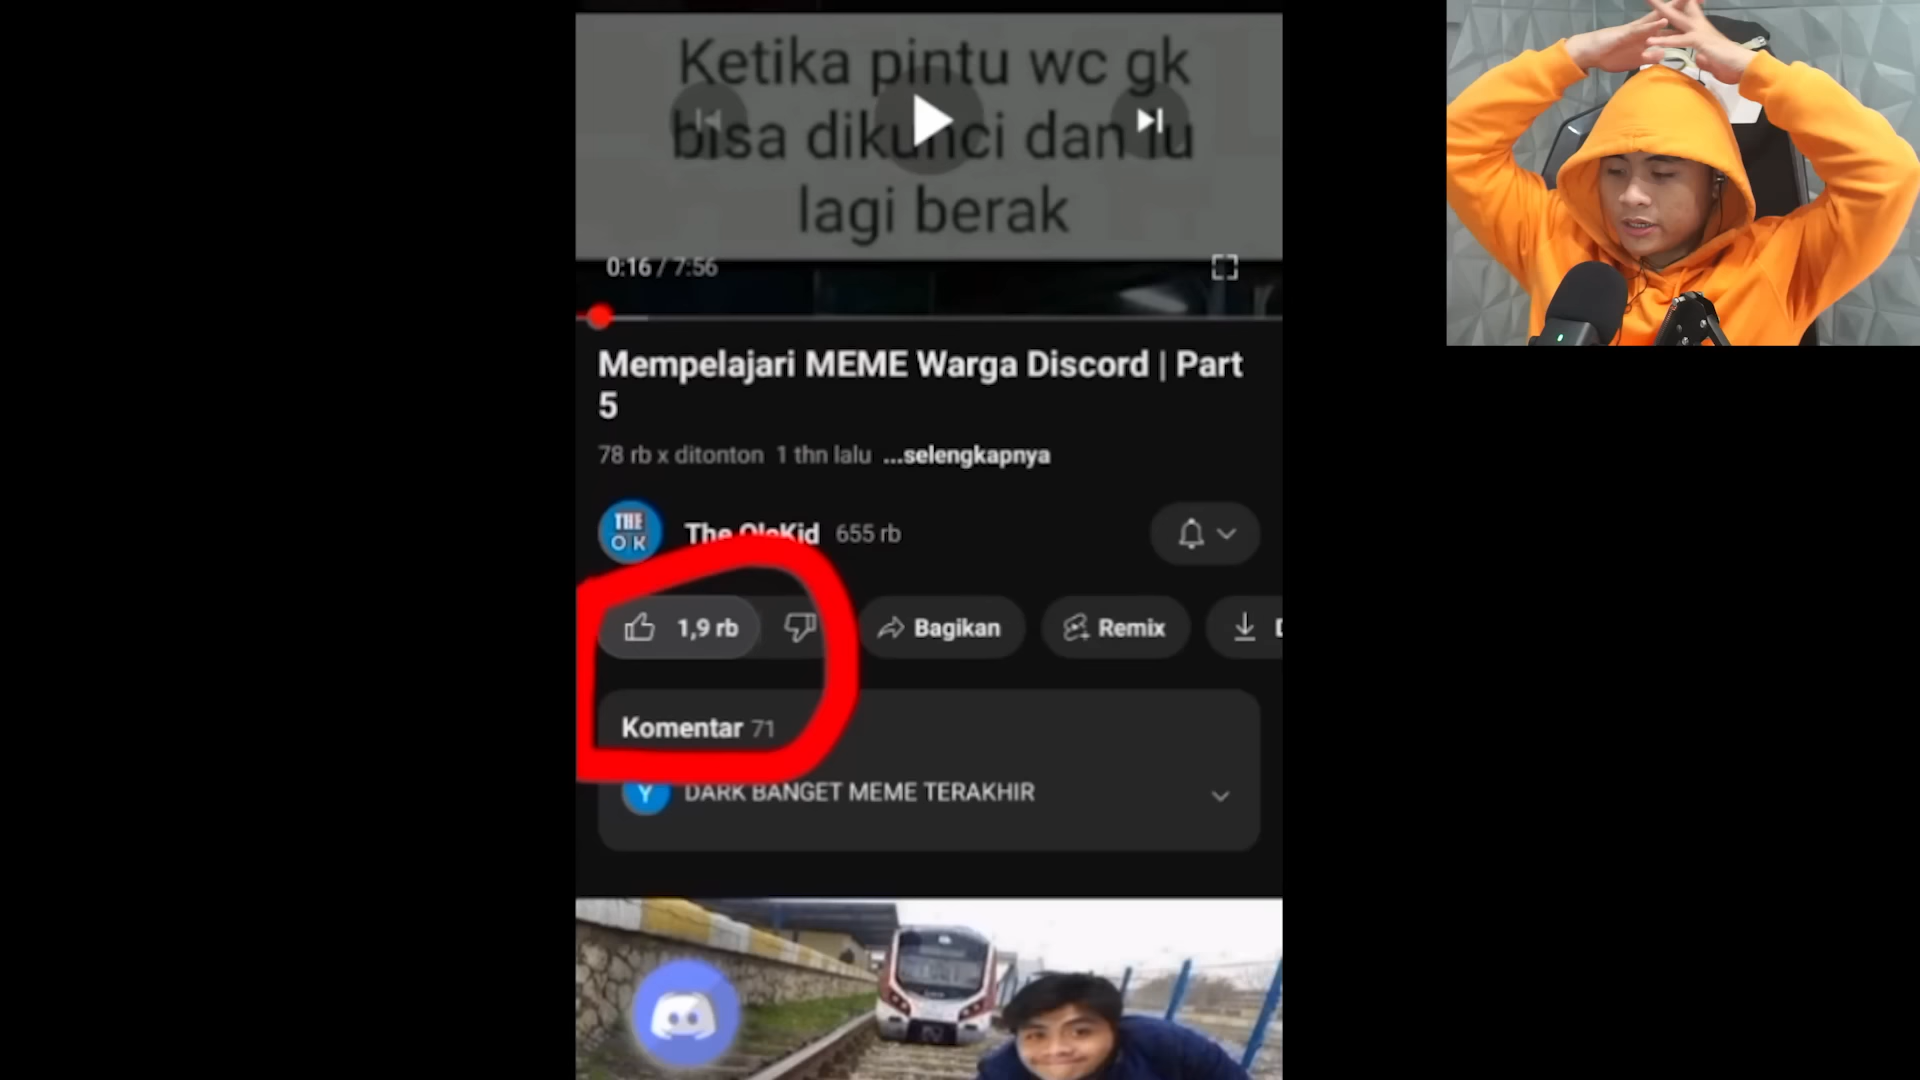 Ketika pintu wc gk
bisa dikunci dan lu
lagi berak
0:16 / 7:56
Mempelajari MEME Warga Discord | Part
5
78 rb x ditonton 1 thn lalu ...selengkapnya
THE
OK
The OloKid 655 rb
1,9 rb
Bagikan
Remix
D
Komentar 71
Y
DARK BANGET MEME TERAKHIR